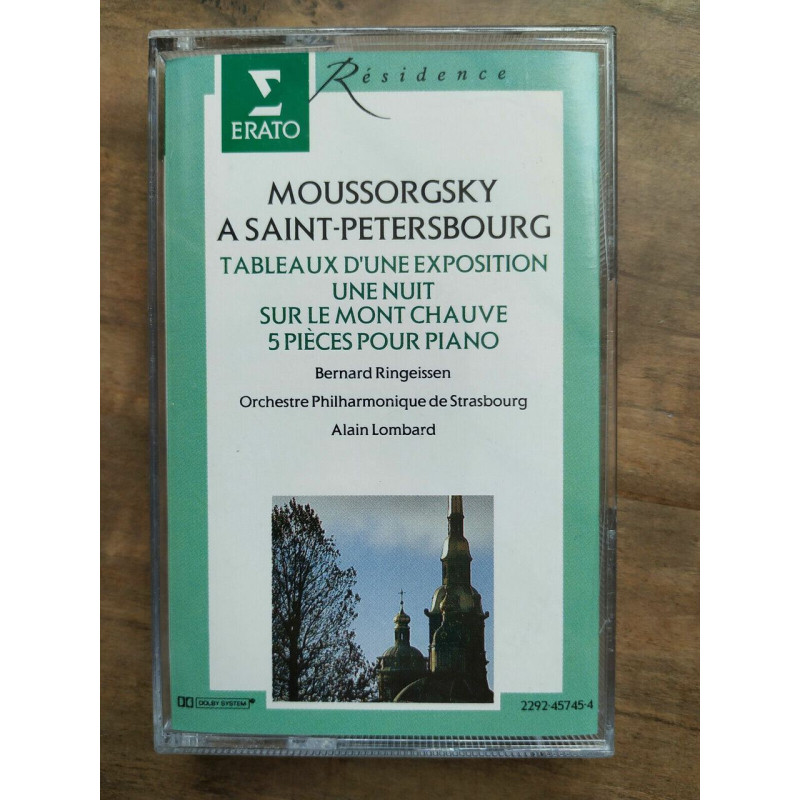 Résidence
ERATO
MOUSSORGSKY
A SAINT-PETERSBOURG
TABLEAUX D'UNE EXPOSITION
UNE NUIT
SUR LE MONT CHAUVE
5 PIÈCES POUR PIANO
Bernard Ringeissen
Orchestre Philharmonique de Strasbourg
Alain Lombard
DOLBY SYSTEM
2292-45745-4